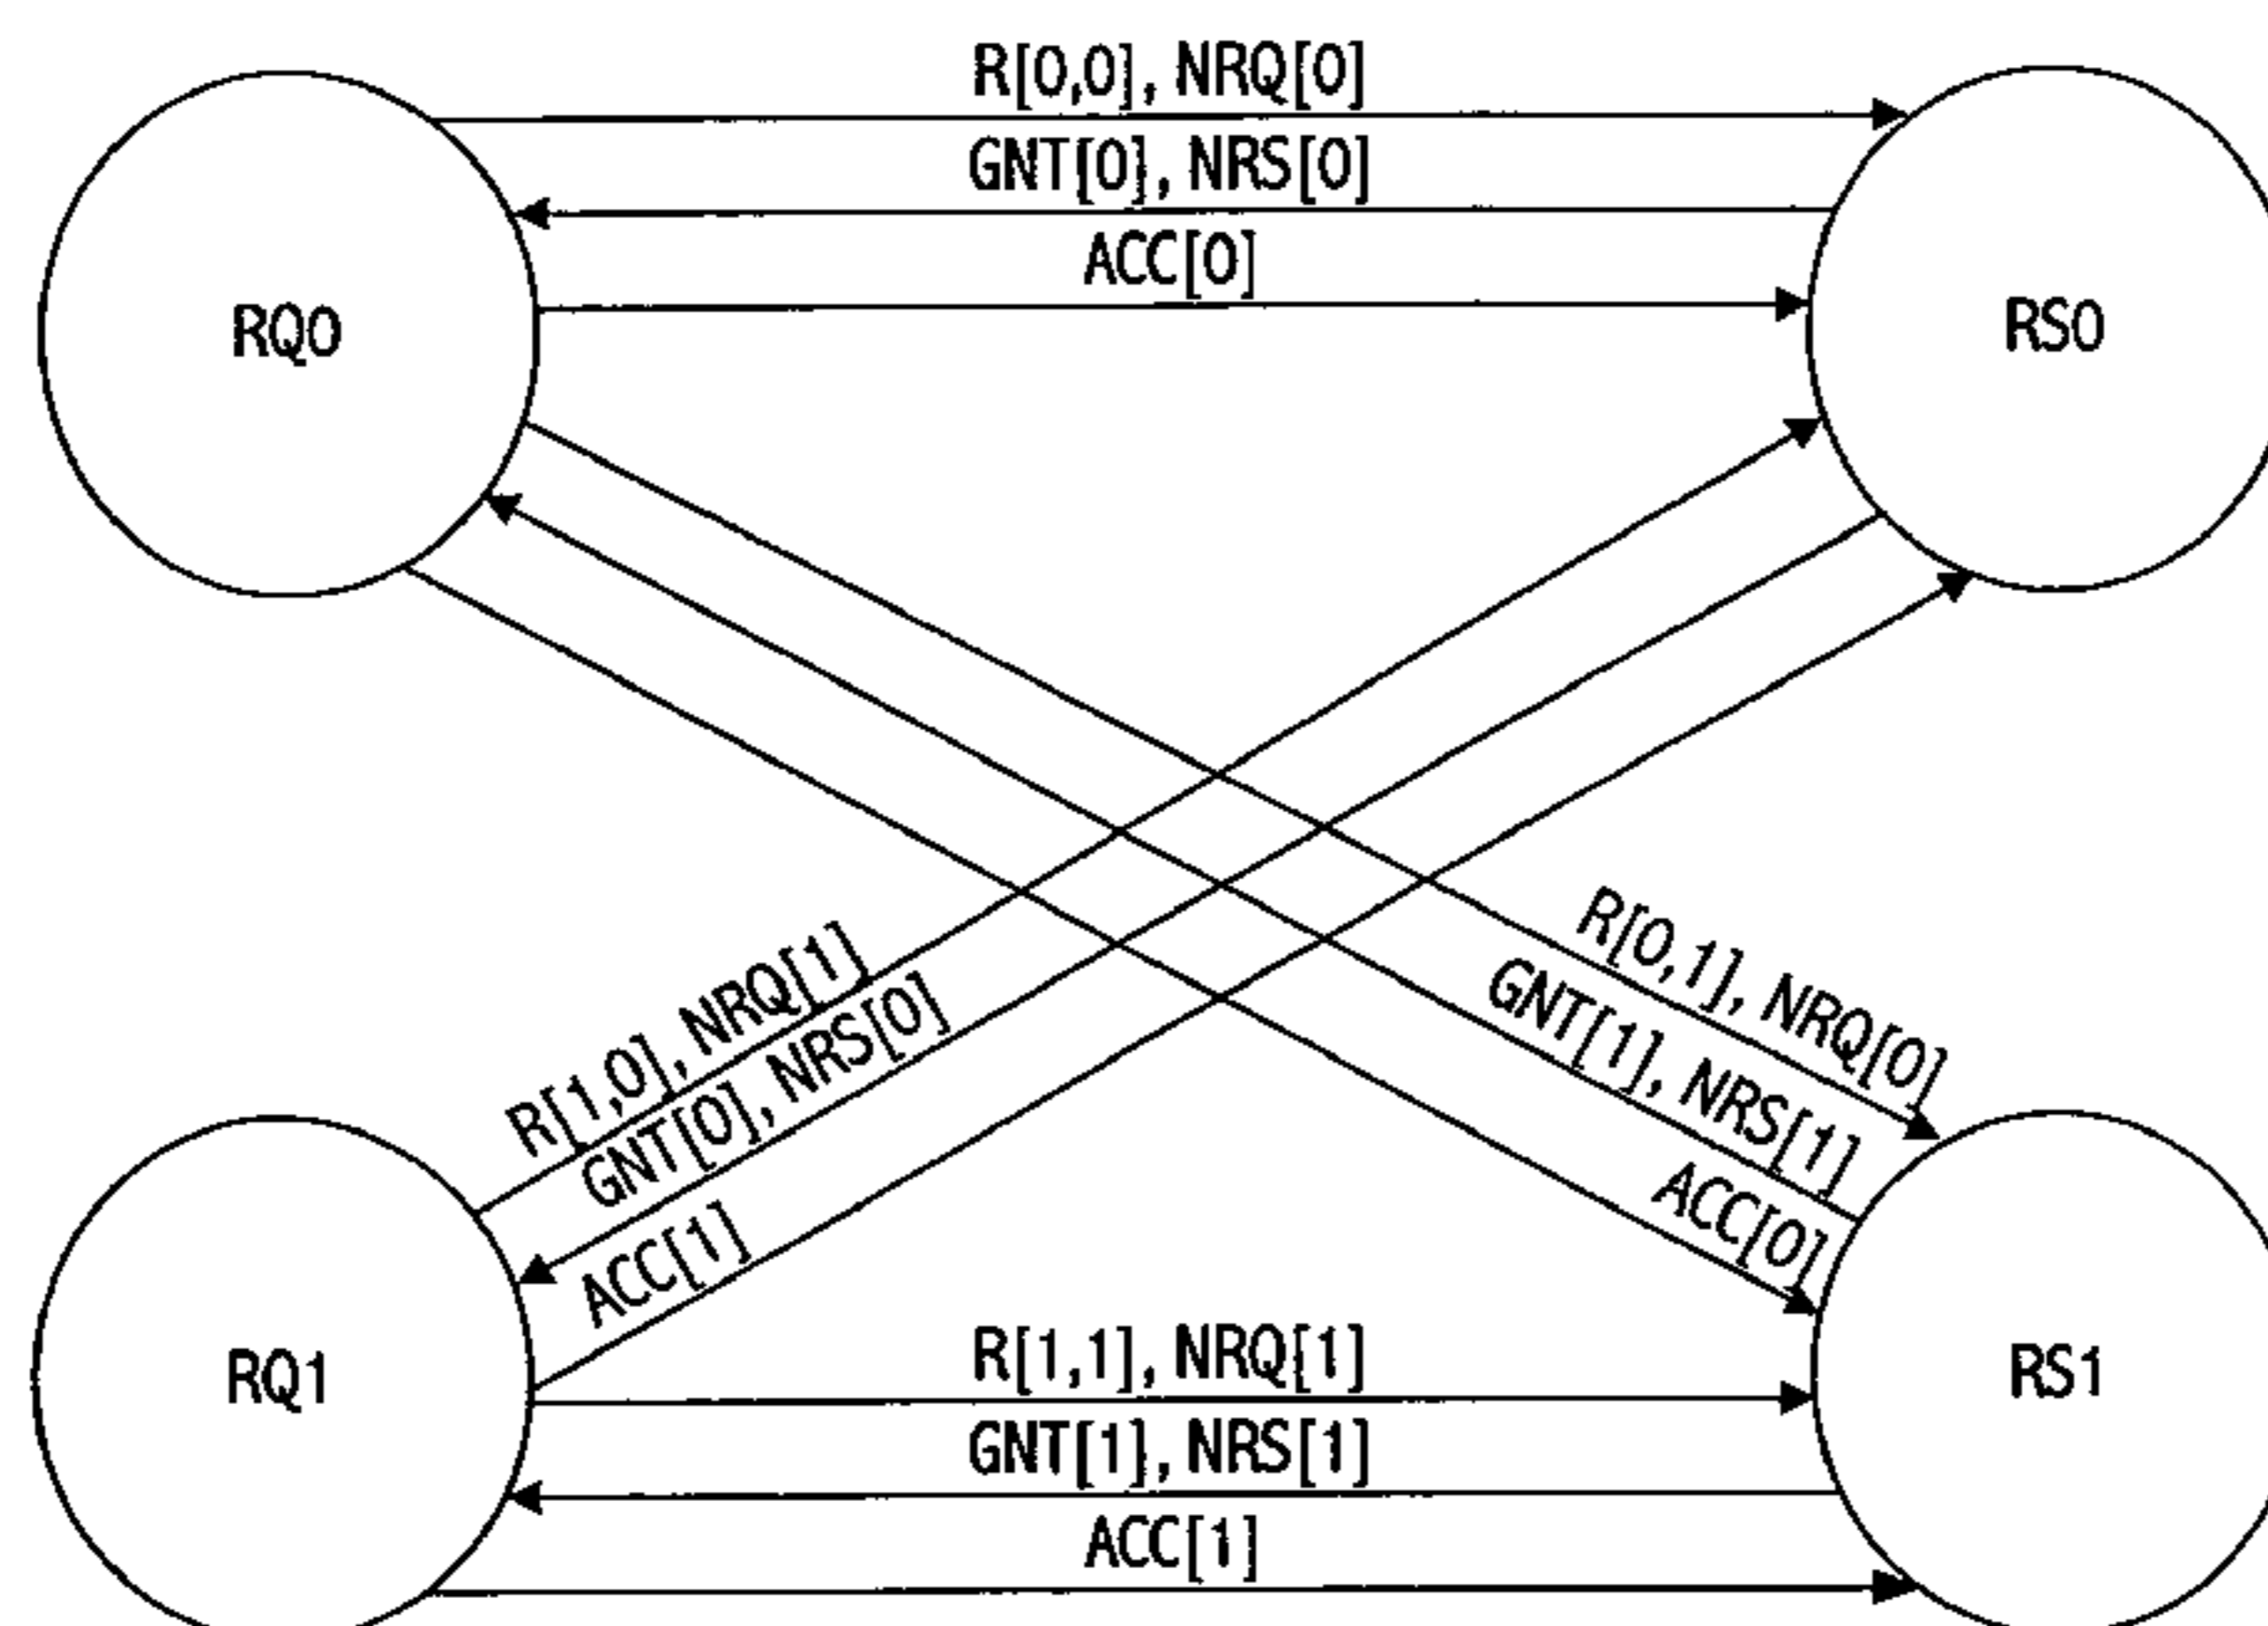 R[0,0], NRQ[0]
GNT[0], NRS[0]
ACC[0]
RQ0
RS0
R[0,1], NRQ[0]
GNT[1], NRS[1]
ACC[0]
R[1,0], NRQ[1]
GNT[0], NRS[0]
ACC[1]
R[1,1], NRQ[1]
GNT[1], NRS[1]
ACC[1]
RQ1
RS1